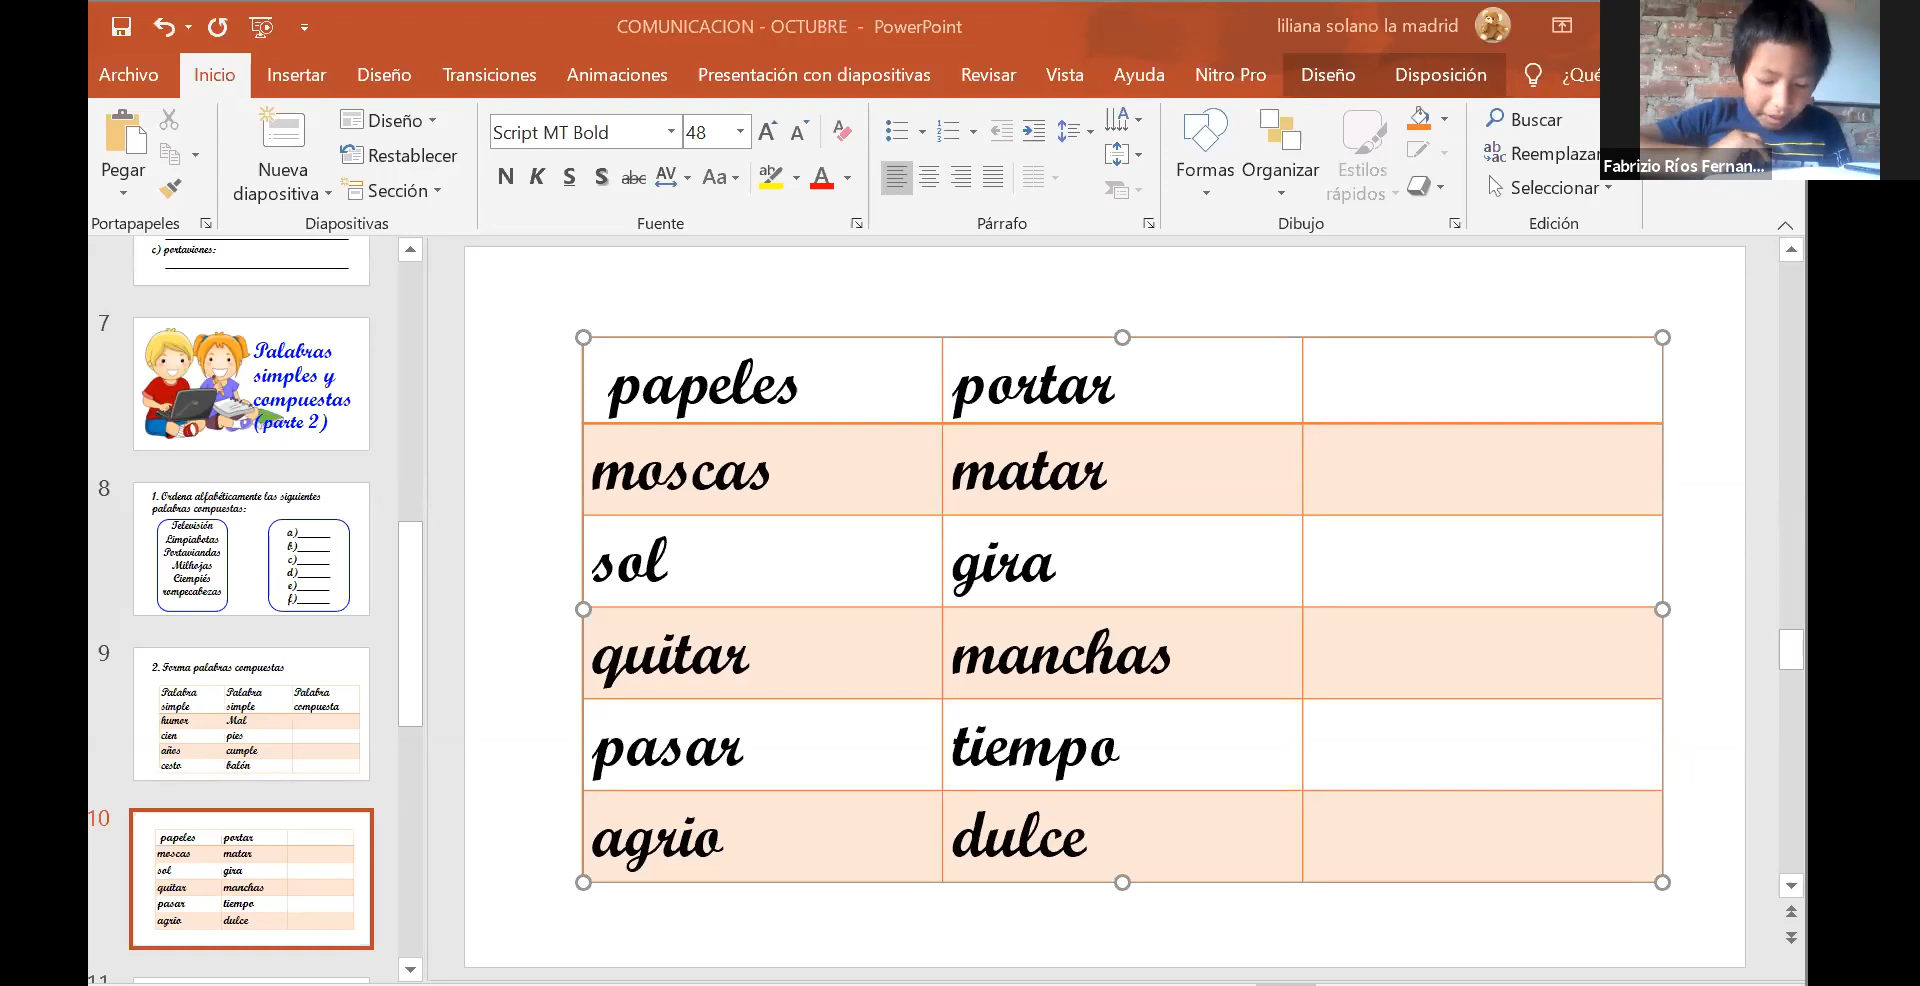 COMUNICACION - OCTUBRE - PowerPoint
liliana solano la madrid
Archivo Inicio Insertar Diseño Transiciones Animaciones Presentación con diapositivas Revisar Vista Ayuda Nitro Pro Diseño Disposición ¿Qué
Pegar
Nueva diapositiva
Diseño
Restablecer
Sección
Script MT Bold 48
N K S S abc AV Aa A
Formas Organizar Estilos rápidos
Buscar
Reemplazar
Seleccionar
Portapapeles Diapositivas Fuente Párrafo Dibujo Edición
Fabrizio Ríos Fernan...
c) portaviones:
7
Palabras
simples y
compuestas
(parte 2)
8
1. Ordena alfabéticamente las siguientes
palabras compuestas:
Televisión
Limpiabotas
Portaviandas
Milhojas
Ciempiés
rompecabezas
a)
b)
c)
d)
e)
f)
9
2. Forma palabras compuestas
Palabra simple Palabra simple Palabra compuesta
humor Mal
cien pies
años cumple
cesto balón
10
papeles portar
moscas matar
sol gira
quitar manchas
pasar tiempo
agrio dulce
11
papeles portar
moscas matar
sol gira
quitar manchas
pasar tiempo
agrio dulce